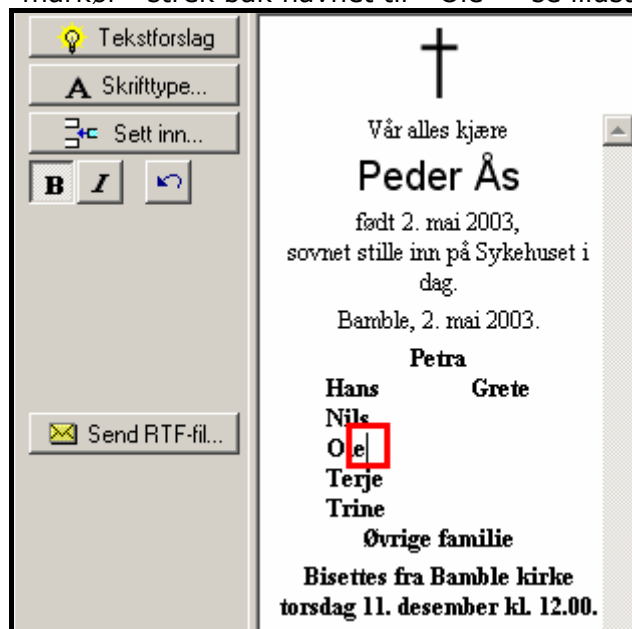 Tekstforslag
A Skrifttype...
Sett inn...
B I
Send RTF-fil...
Vår alles kjære
Peder Ås
født 2. mai 2003,
sovnet stille inn på Sykehuset i
dag.
Bamble, 2. mai 2003.
Petra
Hans Grete
Nils
Ole
Terje
Trine
Øvrige familie
Bisettes fra Bamble kirke
torsdag 11. desember kl. 12.00.